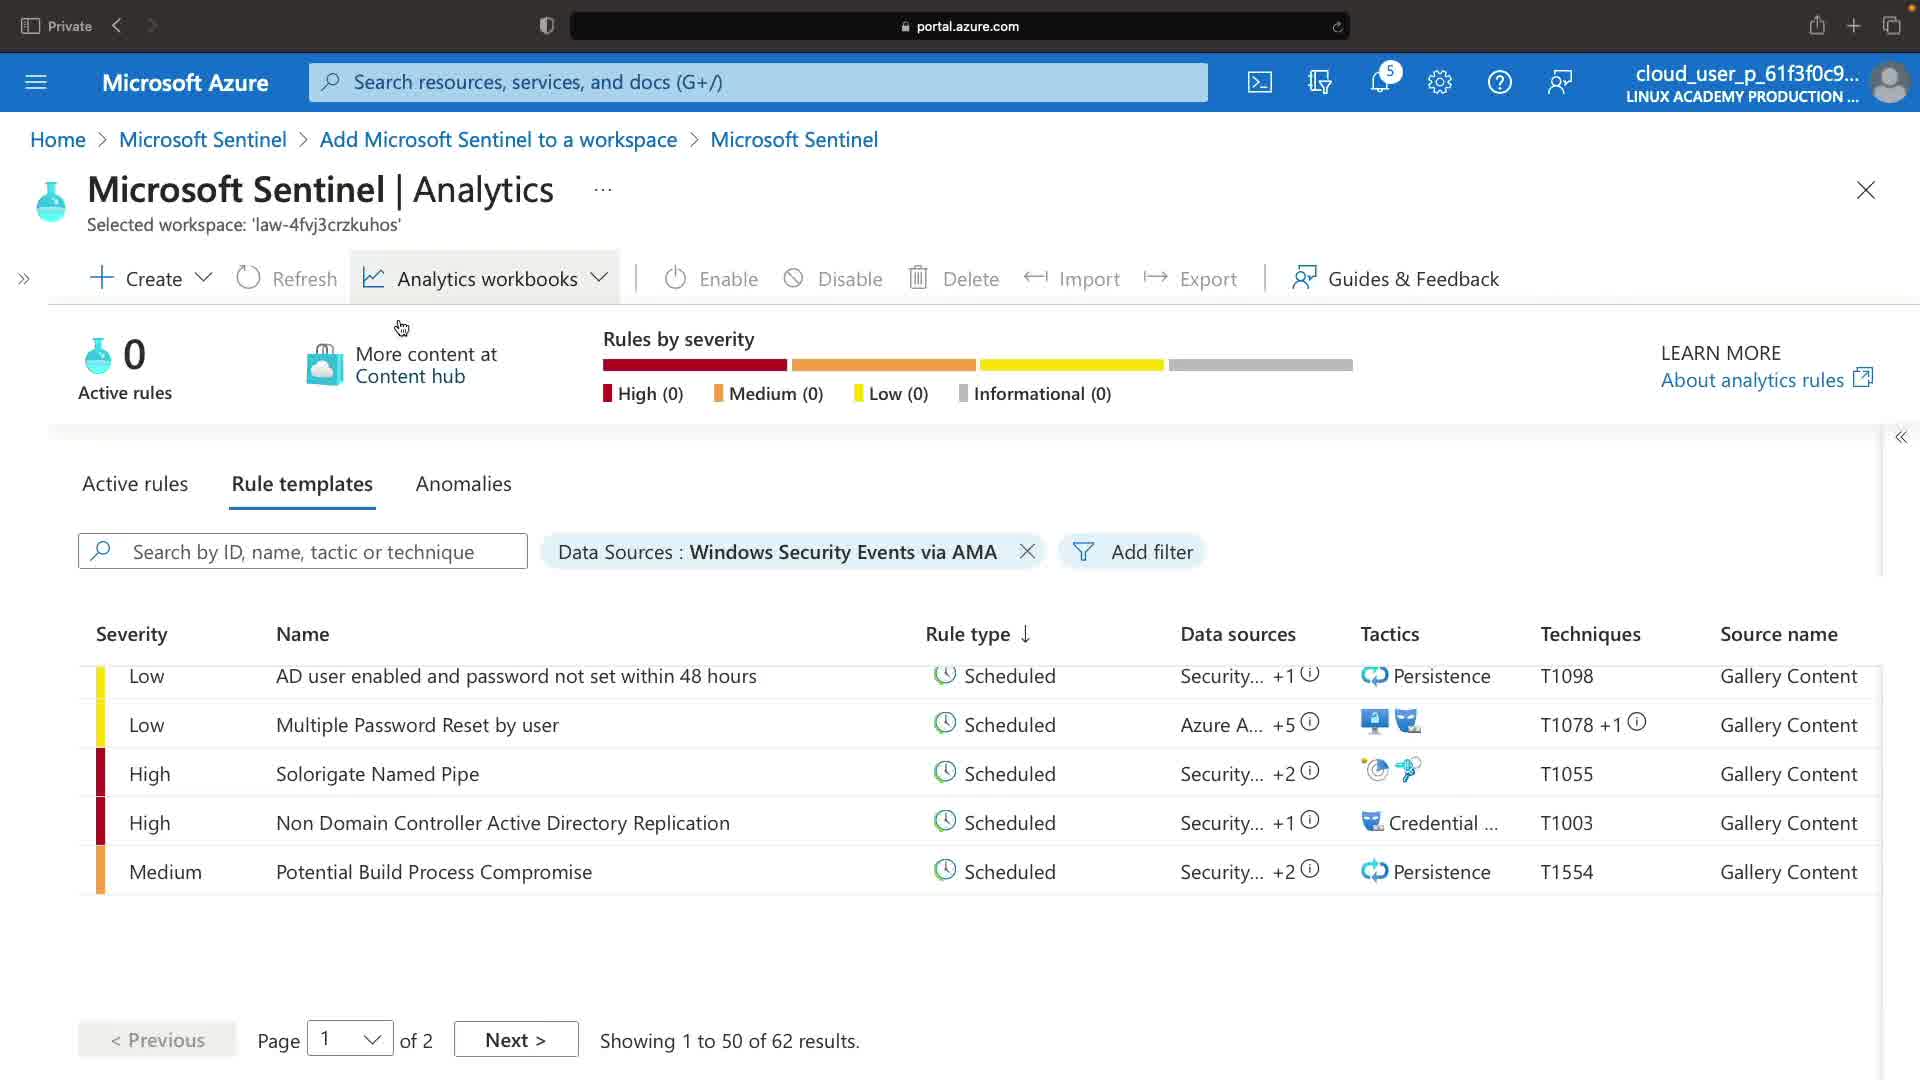 Private
portal.azure.com
Microsoft Azure
Search resources, services, and docs (G+/)
5
cloud_user_p_61f3f0c9...
LINUX ACADEMY PRODUCTION ...
Home > Microsoft Sentinel > Add Microsoft Sentinel to a workspace > Microsoft Sentinel
Microsoft Sentinel | Analytics ...
Selected workspace: 'law-4fvj3crzkuhos'
Create Refresh Analytics workbooks Enable Disable Delete Import Export Guides & Feedback
0
Active rules
More content at
Content hub
Rules by severity
High (0) Medium (0) Low (0) Informational (0)
LEARN MORE
About analytics rules
Active rules Rule templates Anomalies
Search by ID, name, tactic or technique
Data Sources : Windows Security Events via AMA
Add filter
Severity Name Rule type ↓ Data sources Tactics Techniques Source name
Low AD user enabled and password not set within 48 hours Scheduled Security... +1 Persistence T1098 Gallery Content
Low Multiple Password Reset by user Scheduled Azure A... +5 T1078 +1 Gallery Content
High Solorigate Named Pipe Scheduled Security... +2 T1055 Gallery Content
High Non Domain Controller Active Directory Replication Scheduled Security... +1 Credential ... T1003 Gallery Content
Medium Potential Build Process Compromise Scheduled Security... +2 Persistence T1554 Gallery Content
< Previous Page 1 of 2 Next > Showing 1 to 50 of 62 results.